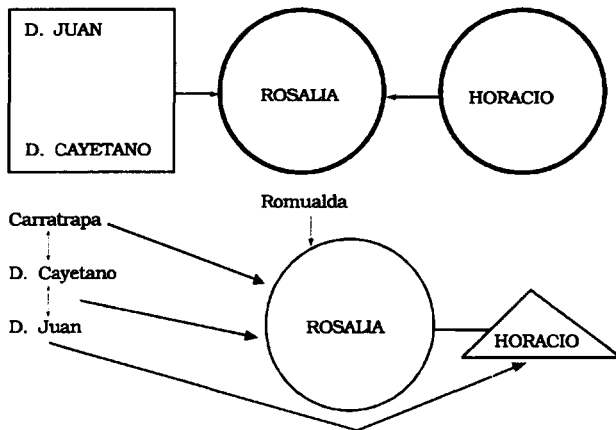 D. JUAN
ROSALIA
HORACIO
D. CAYETANO
Romualda
Carratrapa
D. Cayetano
D. Juan
ROSALIA
HORACIO